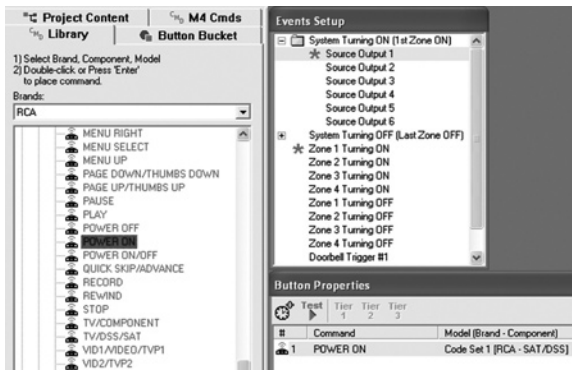 Project Content
CMD M4 Cmds
CMD Library
Button Bucket
1) Select Brand, Component, Model
2) Double-click or Press 'Enter'
to place command.
Brands:
RCA
MENU RIGHT
MENU SELECT
MENU UP
PAGE DOWN/THUMBS DOWN
PAGE UP/THUMBS UP
PAUSE
PLAY
POWER OFF
POWER ON
POWER ON/OFF
QUICK SKIP/ADVANCE
RECORD
REWIND
STOP
TV/COMPONENT
TV/DSS/SAT
VID1/VIDEO/TVP1
VID2/TVP2
Events Setup
System Turning ON (1st Zone ON)
Source Output 1
Source Output 2
Source Output 3
Source Output 4
Source Output 5
Source Output 6
System Turning OFF (Last Zone OFF)
Zone 1 Turning ON
Zone 2 Turning ON
Zone 3 Turning ON
Zone 4 Turning ON
Zone 1 Turning OFF
Zone 2 Turning OFF
Zone 3 Turning OFF
Zone 4 Turning OFF
Doorbell Trigger #1
Button Properties
Test
Tier 1
Tier 2
Tier 3
# Command Model (Brand - Component)
1 POWER ON Code Set 1 [RCA - SAT/DSS]